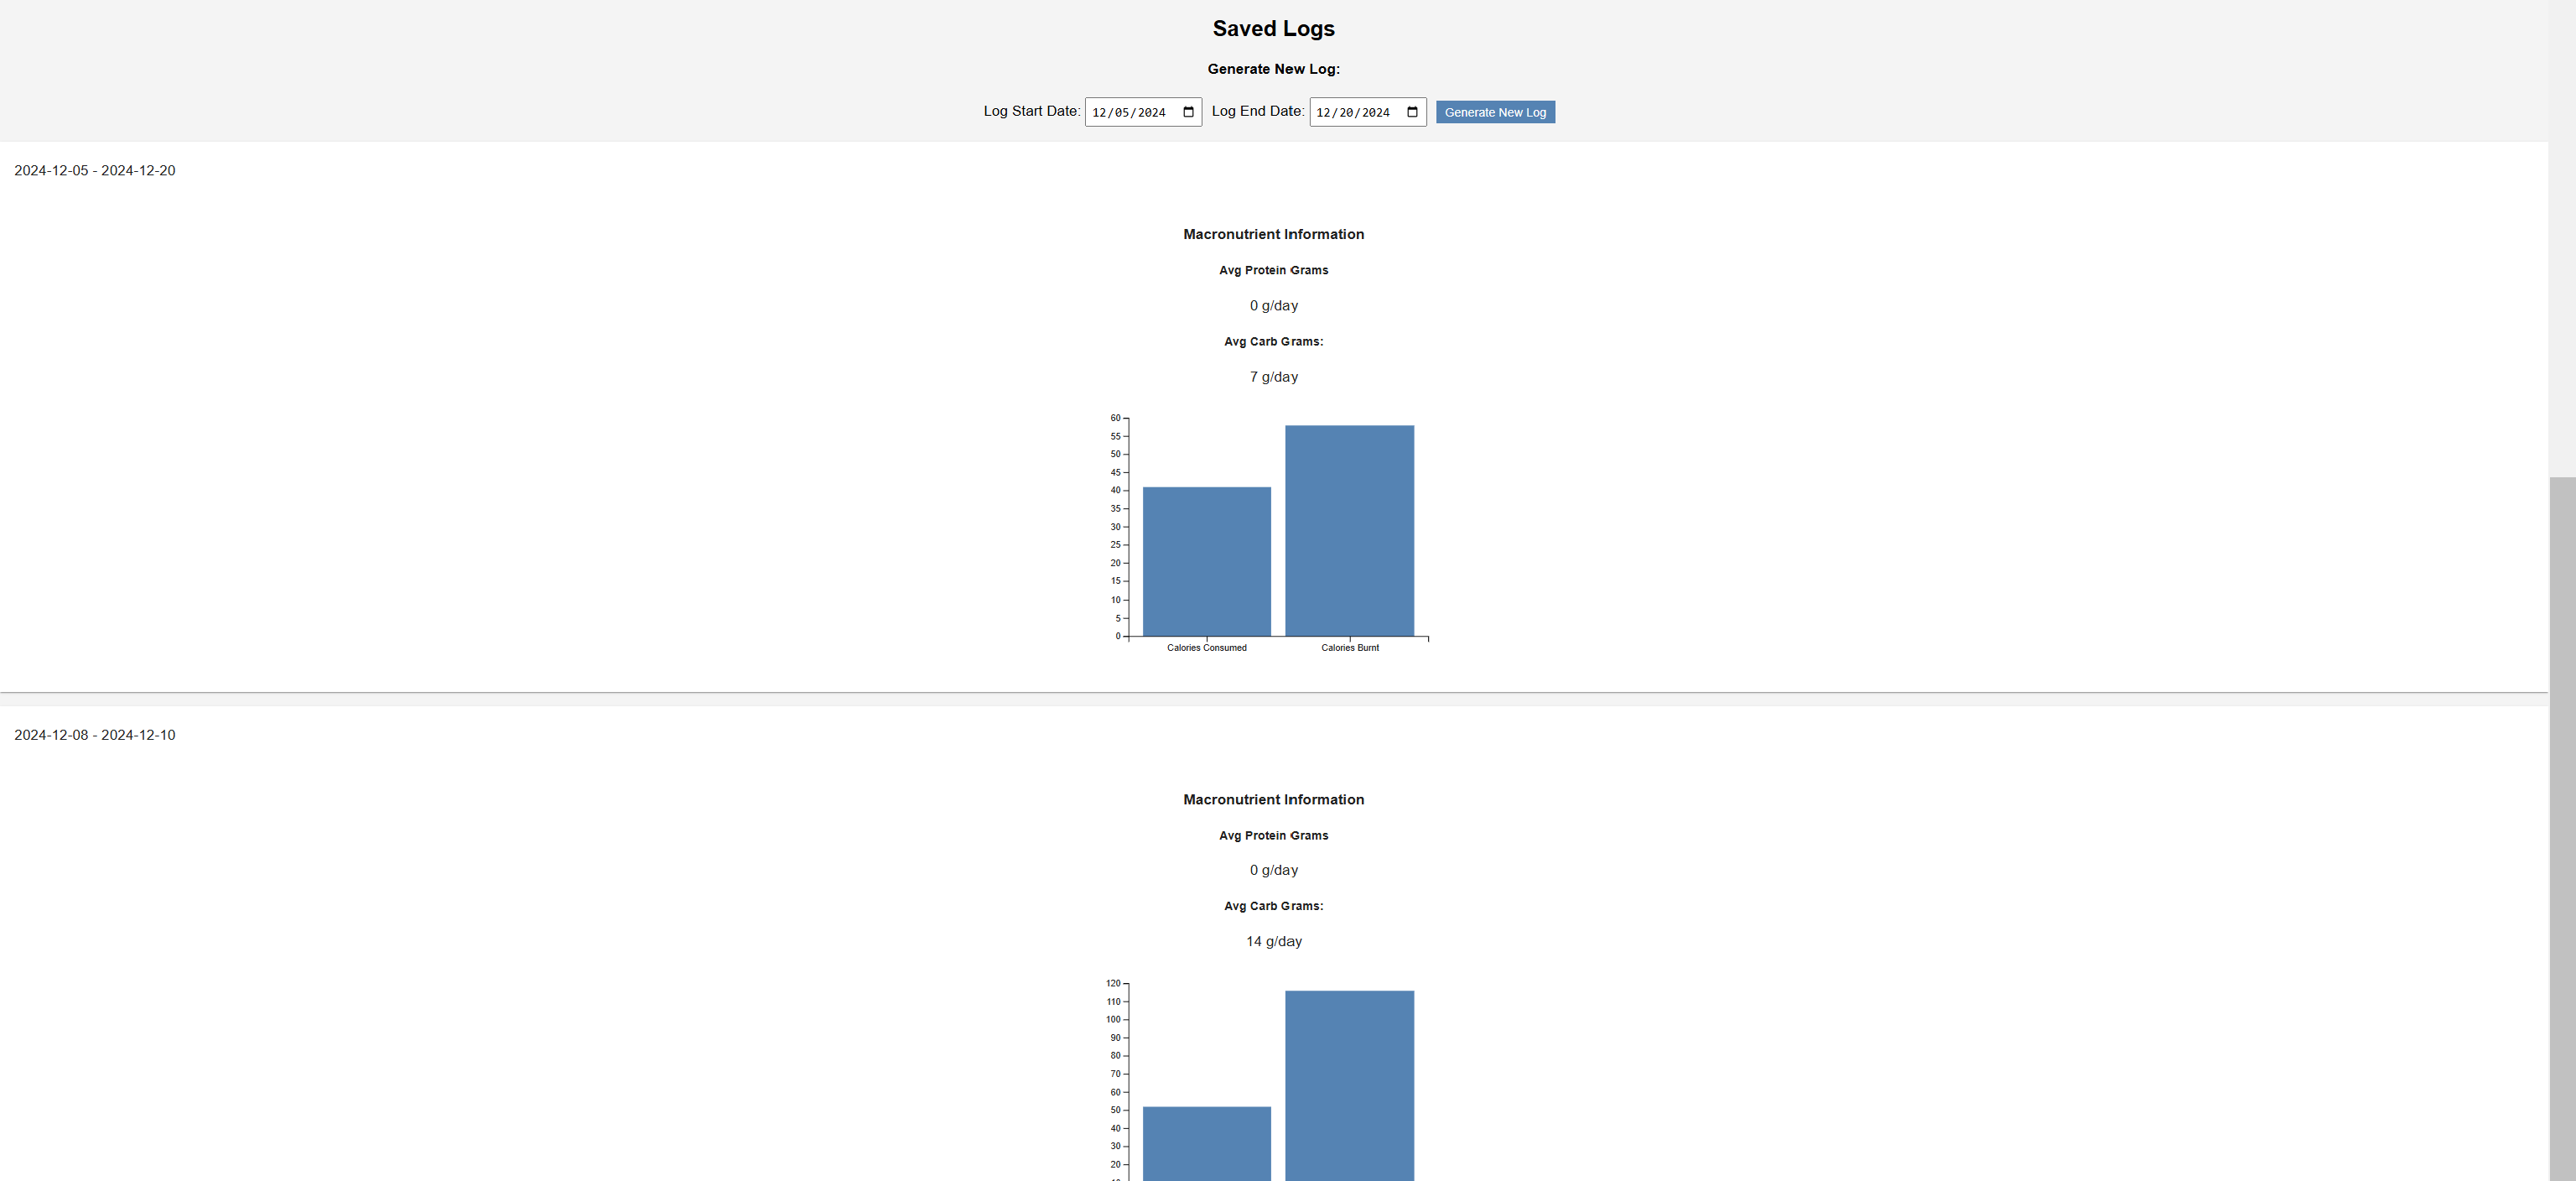 Saved Logs
Generate New Log:
Log Start Date: 12/05/2024 Log End Date: 12/20/2024 Generate New Log
2024-12-05 - 2024-12-20
Macronutrient Information
Avg Protein Grams
0 g/day
Avg Carb Grams:
7 g/day
60
55
50
45
40
35
30
25
20
15
10
5
0
Calories Consumed Calories Burnt
2024-12-08 - 2024-12-10
Macronutrient Information
Avg Protein Grams
0 g/day
Avg Carb Grams:
14 g/day
120
110
100
90
80
70
60
50
40
30
20